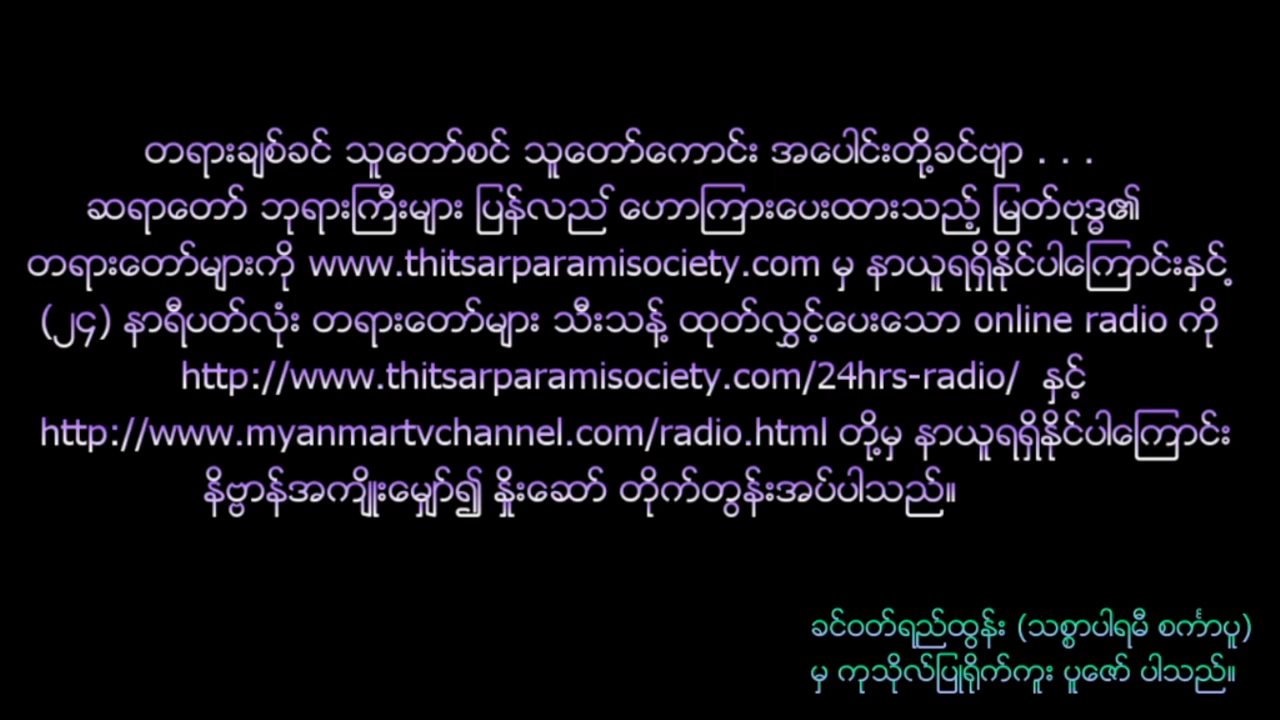 တရားချစ်ခင် သူတော်စင် သူတော်ကောင်း အပေါင်းတို့ခင်ဗျာ . . .
ဆရာတော် ဘုရားကြီးများ ပြန်လည် ဟောကြားပေးထားသည့် မြတ်ဗုဒ္ဓ၏
တရားတော်များကို www.thitsarparamisociety.com မှ နာယူရရှိနိုင်ပါကြောင်းနှင့်
(၂၄) နာရီပတ်လုံး တရားတော်များ သီးသန့် ထုတ်လွှင့်ပေးသော online radio ကို
http://www.thitsarparamisociety.com/24hrs-radio/ နှင့်
http://www.myanmartvchannel.com/radio.html တို့မှ နာယူရရှိနိုင်ပါကြောင်း
နိဗ္ဗာန်အကျိုးမျှော်၍ နှိုးဆော် တိုက်တွန်းအပ်ပါသည်။
ခင်ဝတ်ရည်ထွန်း (သစ္စာပါရမီ စင်္ကာပူ)
မှ ကုသိုလ်ပြုရိုက်ကူး ပူဇော် ပါသည်။